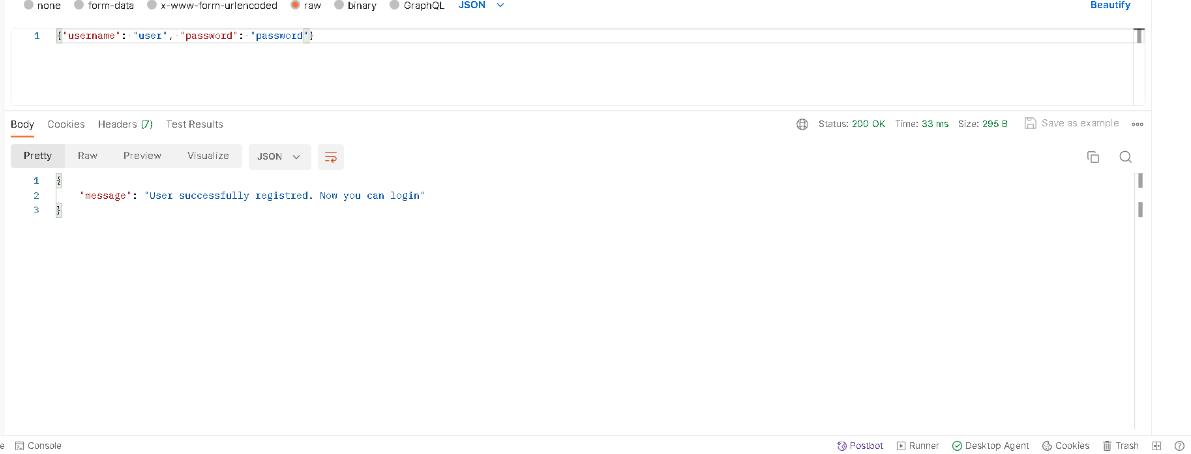 none form-data x-www-form-urlencoded raw binary GraphQL JSON Beautify
1 {"username": "user", "password": "password"}
Body Cookies Headers (7) Test Results Status: 200 OK Time: 33 ms Size: 295 B Save as example
Pretty Raw Preview Visualize JSON
1 {
2 "message": "User successfully registred. Now you can login"
3 }
e Console Postbot Runner Desktop Agent Cookies Trash